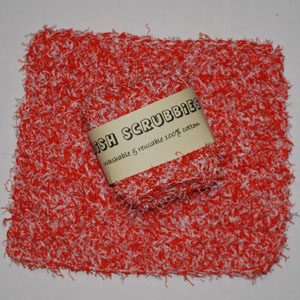 ISH SCRUBBIES
washable & reusable 100% cotton